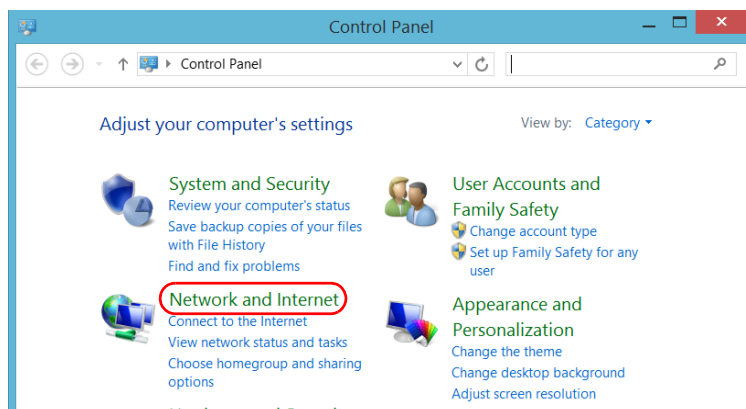 Control Panel
Control Panel
Adjust your computer's settings
View by: Category
System and Security
Review your computer's status
Save backup copies of your files
with File History
Find and fix problems
Network and Internet
Connect to the Internet
View network status and tasks
Choose homegroup and sharing
options
User Accounts and
Family Safety
Change account type
Set up Family Safety for any
user
Appearance and
Personalization
Change the theme
Change desktop background
Adjust screen resolution